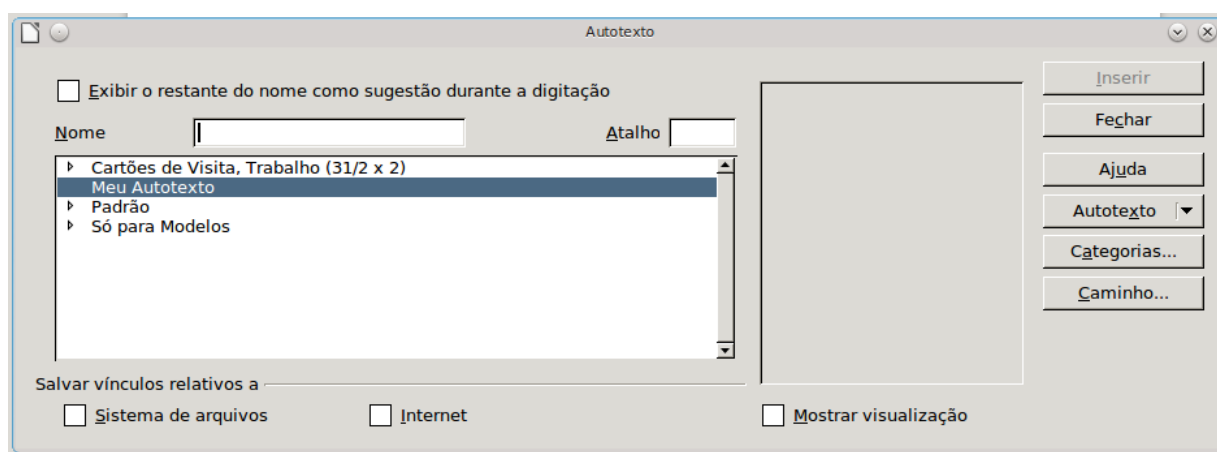 Autotexto
Exibir o restante do nome como sugestão durante a digitação
Nome
Atalho
Cartões de Visita, Trabalho (31/2 x 2)
Meu Autotexto
Padrão
Só para Modelos
Salvar vínculos relativos a
Sistema de arquivos
Internet
Mostrar visualização
Inserir
Fechar
Ajuda
Autotexto
Categorias...
Caminho...